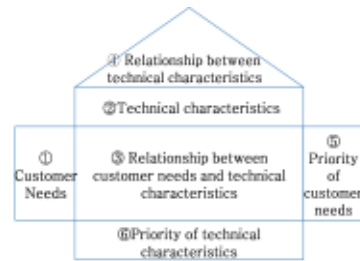 ④ Relationship between
technical characteristics
②Technical characteristics
①
Customer
Needs
③ Relationship between
customer needs and technical
characteristics
⑤
Priority
of
customer
needs
⑥Priority of technical
characteristics